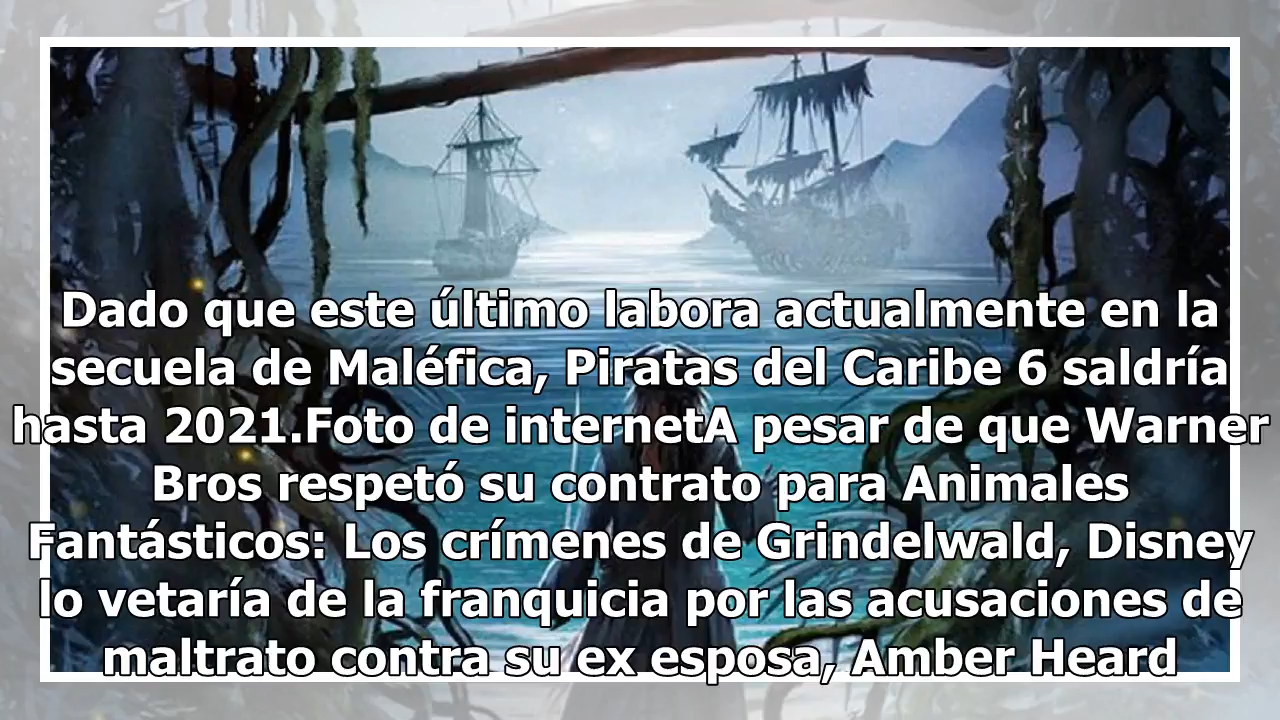 Dado que este último labora actualmente en la
secuela de Maléfica, Piratas del Caribe 6 saldría
hasta 2021.Foto de internetA pesar de que Warner
Bros respetó su contrato para Animales
Fantásticos: Los crímenes de Grindelwald, Disney
lo vetaría de la franquicia por las acusaciones de
maltrato contra su ex esposa, Amber Heard